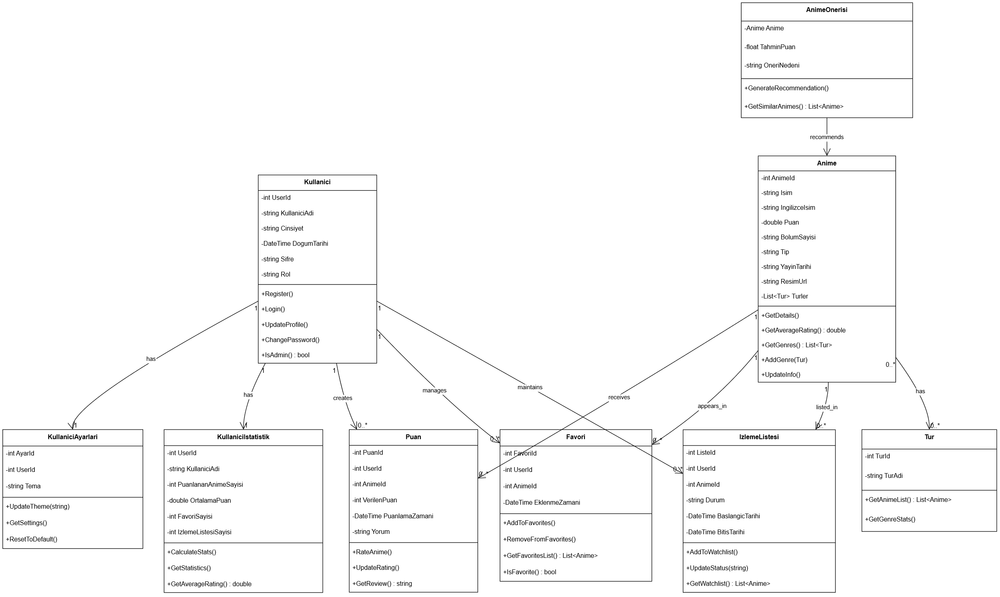 AnimeOnerisi
-Anime Anime
-float TahminPuan
-string OneriNedeni
+GenerateRecommendation()
+GetSimilarAnimes() : List<Anime>
recommends
Anime
-int AnimeId
-string Isim
-string IngilizceIsim
-double Puan
-string BolumSayisi
-string Tip
-string YayinTarihi
-string ResimUrl
-List<Tur> Turler
+GetDetails()
+GetAverageRating() : double
+GetGenres() : List<Tur>
+AddGenre(Tur)
+UpdateInfo()
Kullanici
-int UserId
-string KullaniciAdi
-string Cinsiyet
-DateTime DogumTarihi
-string Sifre
-string Rol
+Register()
+Login()
+UpdateProfile()
+ChangePassword()
+IsAdmin() : bool
1
1
1
1
1
1
1
1
0..*
has
has
creates
manages
maintains
receives
appears_in
listed_in
has
1
1
0..*
0..*
0..*
0..*
0..*
0..*
0..*
KullaniciAyarlari
-int AyarId
-int UserId
-string Tema
+UpdateTheme(string)
+GetSettings()
+ResetToDefault()
KullaniciIstatistik
-int UserId
-string KullaniciAdi
-int PuanlananAnimeSayisi
-double OrtalamaPuan
-int FavoriSayisi
-int IzlemeListesiSayisi
+CalculateStats()
+GetStatistics()
+GetAverageRating() : double
Puan
-int PuanId
-int UserId
-int AnimeId
-int VerilenPuan
-DateTime PuanlamaZamani
-string Yorum
+RateAnime()
+UpdateRating()
+GetReview() : string
Favori
-int FavoriId
-int UserId
-int AnimeId
-DateTime EklenmeZamani
+AddToFavorites()
+RemoveFromFavorites()
+GetFavoritesList() : List<Anime>
+IsFavorite() : bool
IzlemeListesi
-int ListeId
-int UserId
-int AnimeId
-string Durum
-DateTime BaslangicTarihi
-DateTime BitisTarihi
+AddToWatchlist()
+UpdateStatus(string)
+GetWatchlist() : List<Anime>
Tur
-int TurId
-string TurAdi
+GetAnimeList() : List<Anime>
+GetGenreStats()